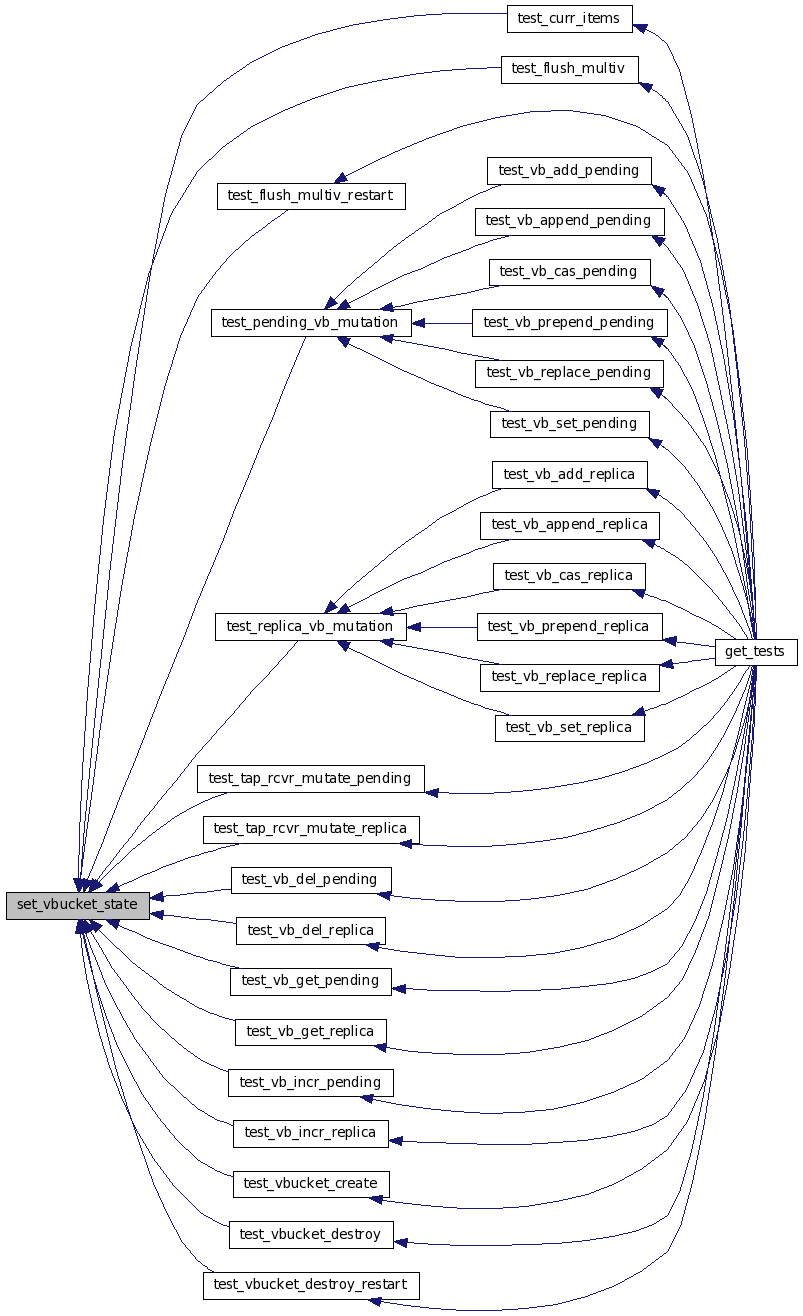 test_curr_items
test_flush_multiv
test_vb_add_pending
test_flush_multiv_restart
test_vb_append_pending
test_vb_cas_pending
test_pending_vb_mutation
test_vb_prepend_pending
test_vb_replace_pending
test_vb_set_pending
test_vb_add_replica
test_vb_append_replica
test_vb_cas_replica
test_replica_vb_mutation
test_vb_prepend_replica
get_tests
test_vb_replace_replica
test_vb_set_replica
test_tap_rcvr_mutate_pending
test_tap_rcvr_mutate_replica
test_vb_del_pending
set_vbucket_state
test_vb_del_replica
test_vb_get_pending
test_vb_get_replica
test_vb_incr_pending
test_vb_incr_replica
test_vbucket_create
test_vbucket_destroy
test_vbucket_destroy_restart